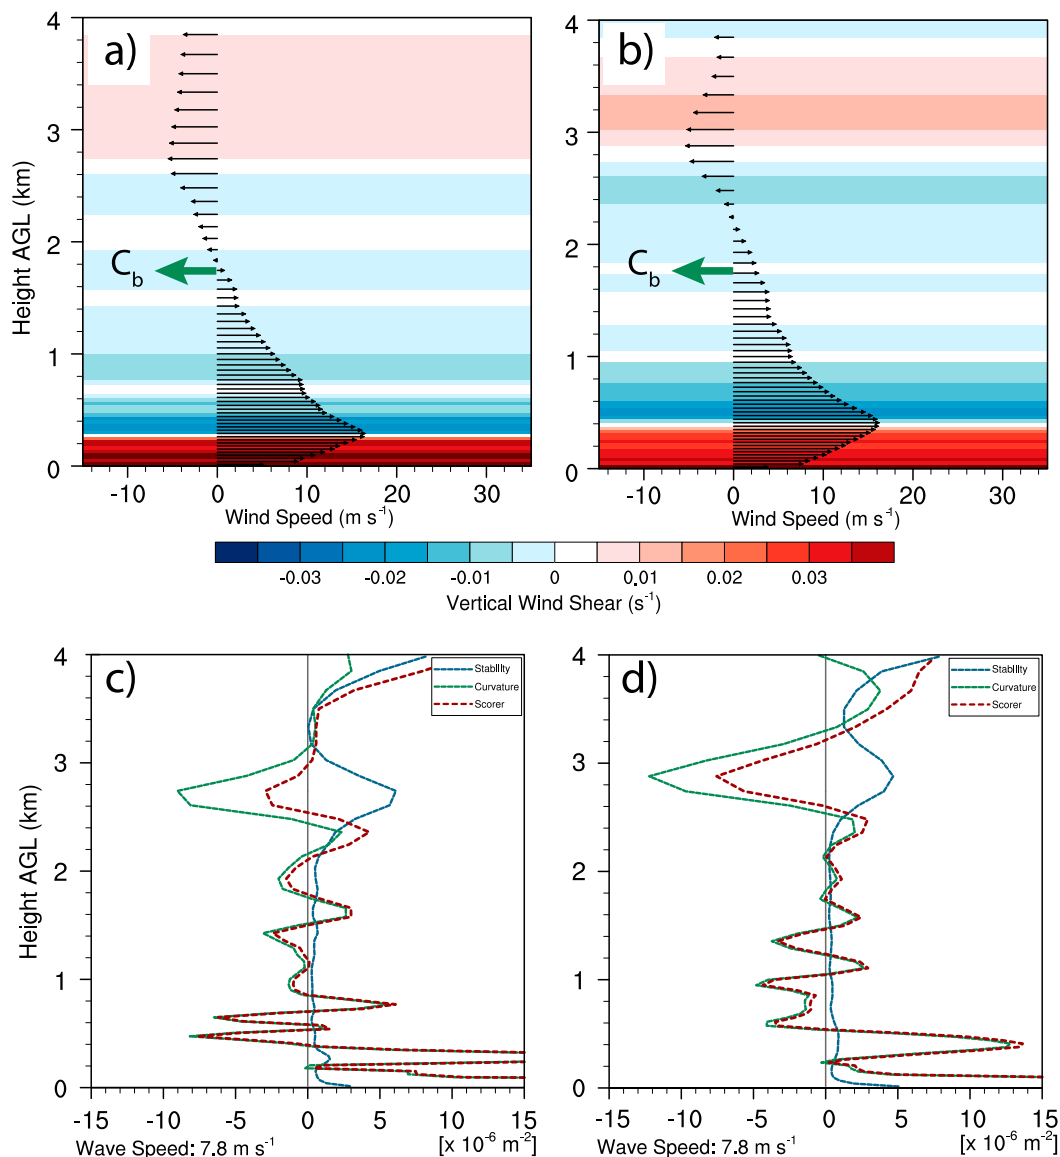 a)
b)
4
3
2
1
0
Height AGL (km)
C_b
-10 0 10 20 30
Wind Speed (m s⁻¹)
4
3
2
1
0
C_b
-10 0 10 20 30
Wind Speed (m s⁻¹)
-0.03 -0.02 -0.01 0 0.01 0.02 0.03
Vertical Wind Shear (s⁻¹)
c)
4
3
2
1
0
Height AGL (km)
Stability
Curvature
Scorer
-15 -10 -5 0 5 10 15
Wave Speed: 7.8 m s⁻¹ [x 10⁻⁶ m⁻²]
d)
4
3
2
1
0
Stability
Curvature
Scorer
-15 -10 -5 0 5 10 15
Wave Speed: 7.8 m s⁻¹ [x 10⁻⁶ m⁻²]